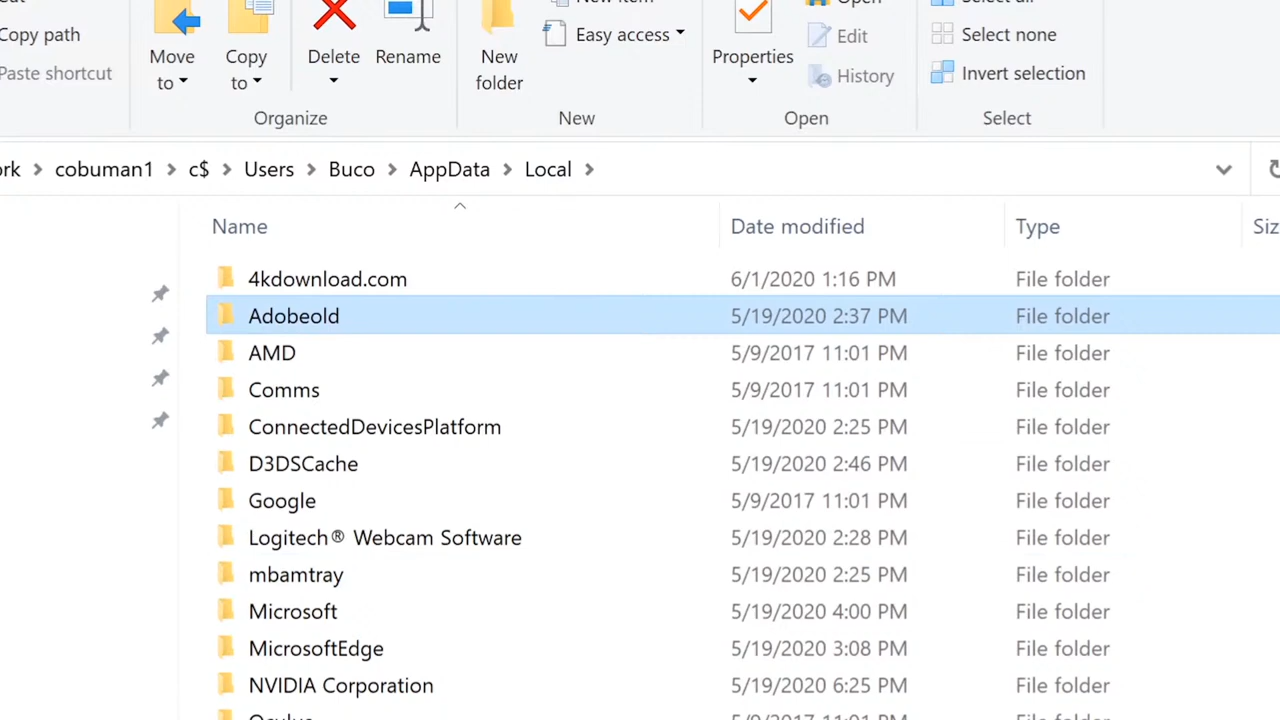 Copy path
Paste shortcut
Move to
Copy to
Delete
Rename
Organize
New folder
New item
Easy access
New
Properties
Open
Edit
History
Open
Select all
Select none
Invert selection
Select
cobuman1 > c$ > Users > Buco > AppData > Local >
Name Date modified Type
4kdownload.com 6/1/2020 1:16 PM File folder
Adobeold 5/19/2020 2:37 PM File folder
AMD 5/9/2017 11:01 PM File folder
Comms 5/9/2017 11:01 PM File folder
ConnectedDevicesPlatform 5/19/2020 2:25 PM File folder
D3DSCache 5/19/2020 2:46 PM File folder
Google 5/9/2017 11:01 PM File folder
Logitech® Webcam Software 5/19/2020 2:28 PM File folder
mbamtray 5/19/2020 2:25 PM File folder
Microsoft 5/19/2020 4:00 PM File folder
MicrosoftEdge 5/19/2020 3:08 PM File folder
NVIDIA Corporation 5/19/2020 6:25 PM File folder